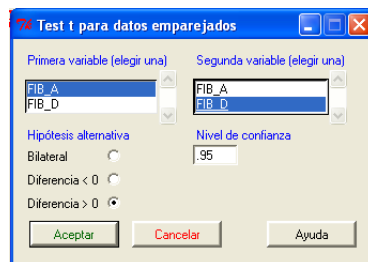 Test t para datos emparejados
Primera variable (elegir una) Segunda variable (elegir una)
FIB_A FIB_A
FIB_D FIB_D
Hipótesis alternativa Nivel de confianza
Bilateral .95
Diferencia < 0
Diferencia > 0
Aceptar Cancelar Ayuda